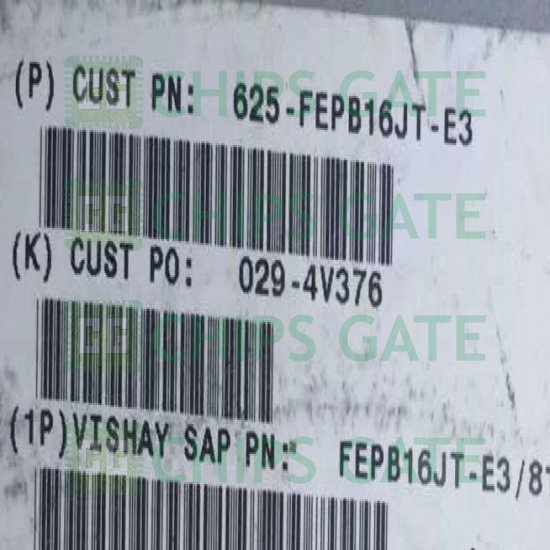 (P) CUST PN: 625-FEPB16JT-E3
(K) CUST PO: 029-4V376
(1P)VISHAY SAP PN: FEPB16JT-E3/8
CHIPS GATE
CHIPS GATE
CHIPS GATE
CHIPS GATE